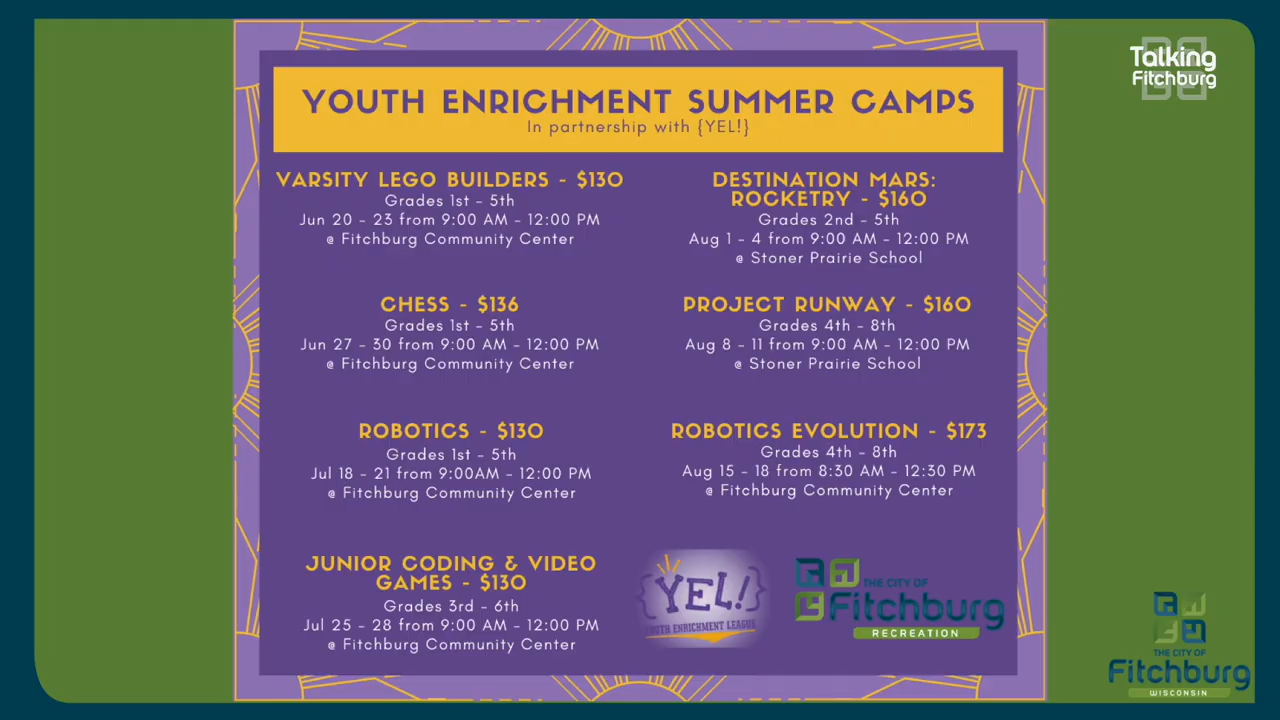 Talking
Fitchburg
YOUTH ENRICHMENT SUMMER CAMPS
In partnership with {YEL!}
VARSITY LEGO BUILDERS - $130
Grades 1st - 5th
Jun 20 - 23 from 9:00 AM - 12:00 PM
@ Fitchburg Community Center
CHESS - $136
Grades 1st - 5th
Jun 27 - 30 from 9:00 AM - 12:00 PM
@ Fitchburg Community Center
ROBOTICS - $130
Grades 1st - 5th
Jul 18 - 21 from 9:00AM - 12:00 PM
@ Fitchburg Community Center
JUNIOR CODING & VIDEO
GAMES - $130
Grades 3rd - 6th
Jul 25 - 28 from 9:00 AM - 12:00 PM
@ Fitchburg Community Center
DESTINATION MARS:
ROCKETRY - $160
Grades 2nd - 5th
Aug 1 - 4 from 9:00 AM - 12:00 PM
@ Stoner Prairie School
PROJECT RUNWAY - $160
Grades 4th - 8th
Aug 8 - 11 from 9:00 AM - 12:00 PM
@ Stoner Prairie School
ROBOTICS EVOLUTION - $173
Grades 4th - 8th
Aug 15 - 18 from 8:30 AM - 12:30 PM
@ Fitchburg Community Center
{YEL!}
YOUTH ENRICHMENT LEAGUE
THE CITY OF
Fitchburg
RECREATION
THE CITY OF
Fitchburg
WISCONSIN